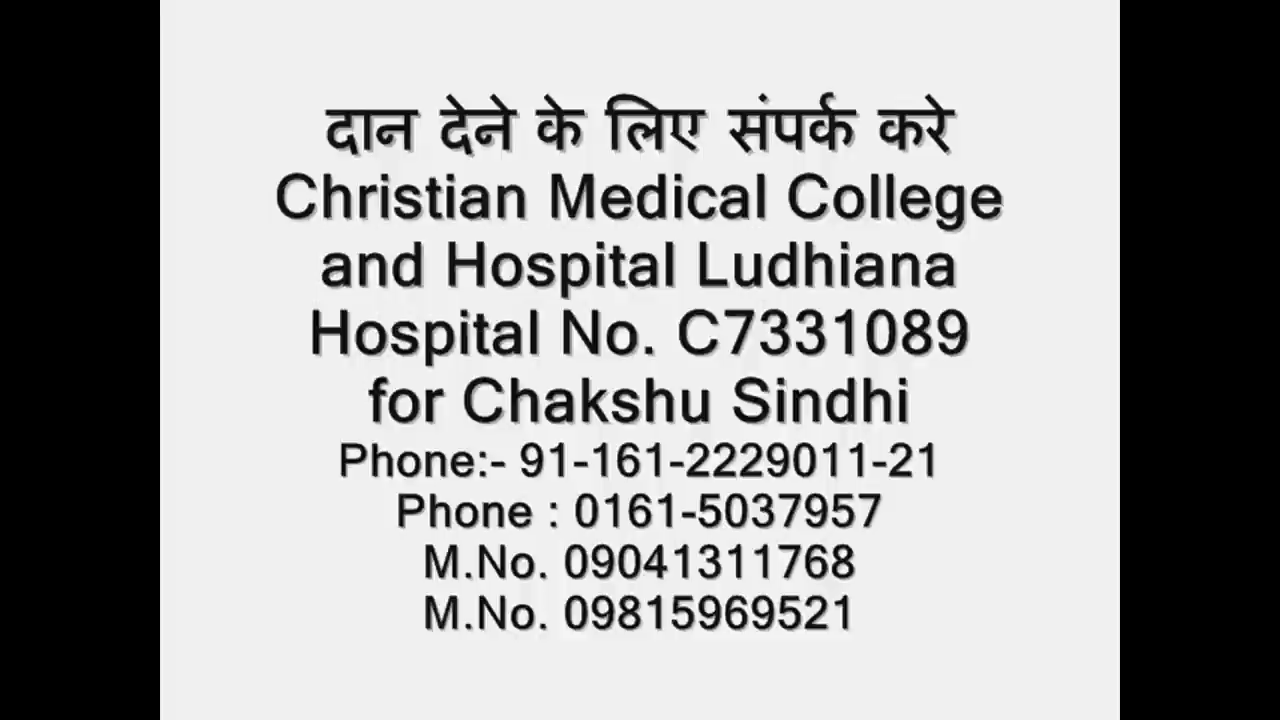 दान देने के लिए संपर्क करे
Christian Medical College
and Hospital Ludhiana
Hospital No. C7331089
for Chakshu Sindhi
Phone:- 91-161-2229011-21
Phone : 0161-5037957
M.No. 09041311768
M.No. 09815969521